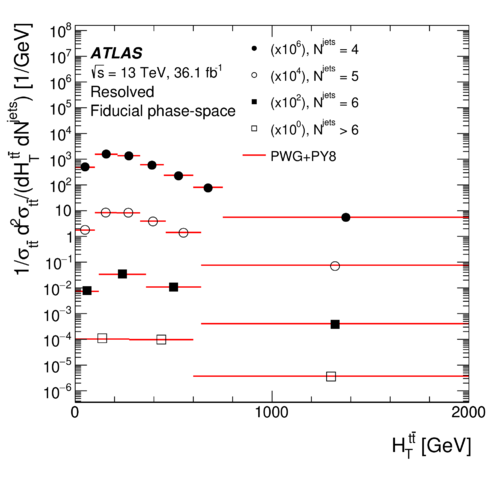 ATLAS
√s = 13 TeV, 36.1 fb⁻¹
Resolved
Fiducial phase-space
(x10⁶), Nʲᵉᵗˢ = 4
(x10⁴), Nʲᵉᵗˢ = 5
(x10²), Nʲᵉᵗˢ = 6
(x10⁰), Nʲᵉᵗˢ > 6
PWG+PY8
1/σ_tt̄ d²σ_tt̄/(dH_T^tt̄ dN^jets) [1/GeV]
10⁸
10⁷
10⁶
10⁵
10⁴
10³
10²
10
1
10⁻¹
10⁻²
10⁻³
10⁻⁴
10⁻⁵
10⁻⁶
0 1000 2000
H_T^tt̄ [GeV]